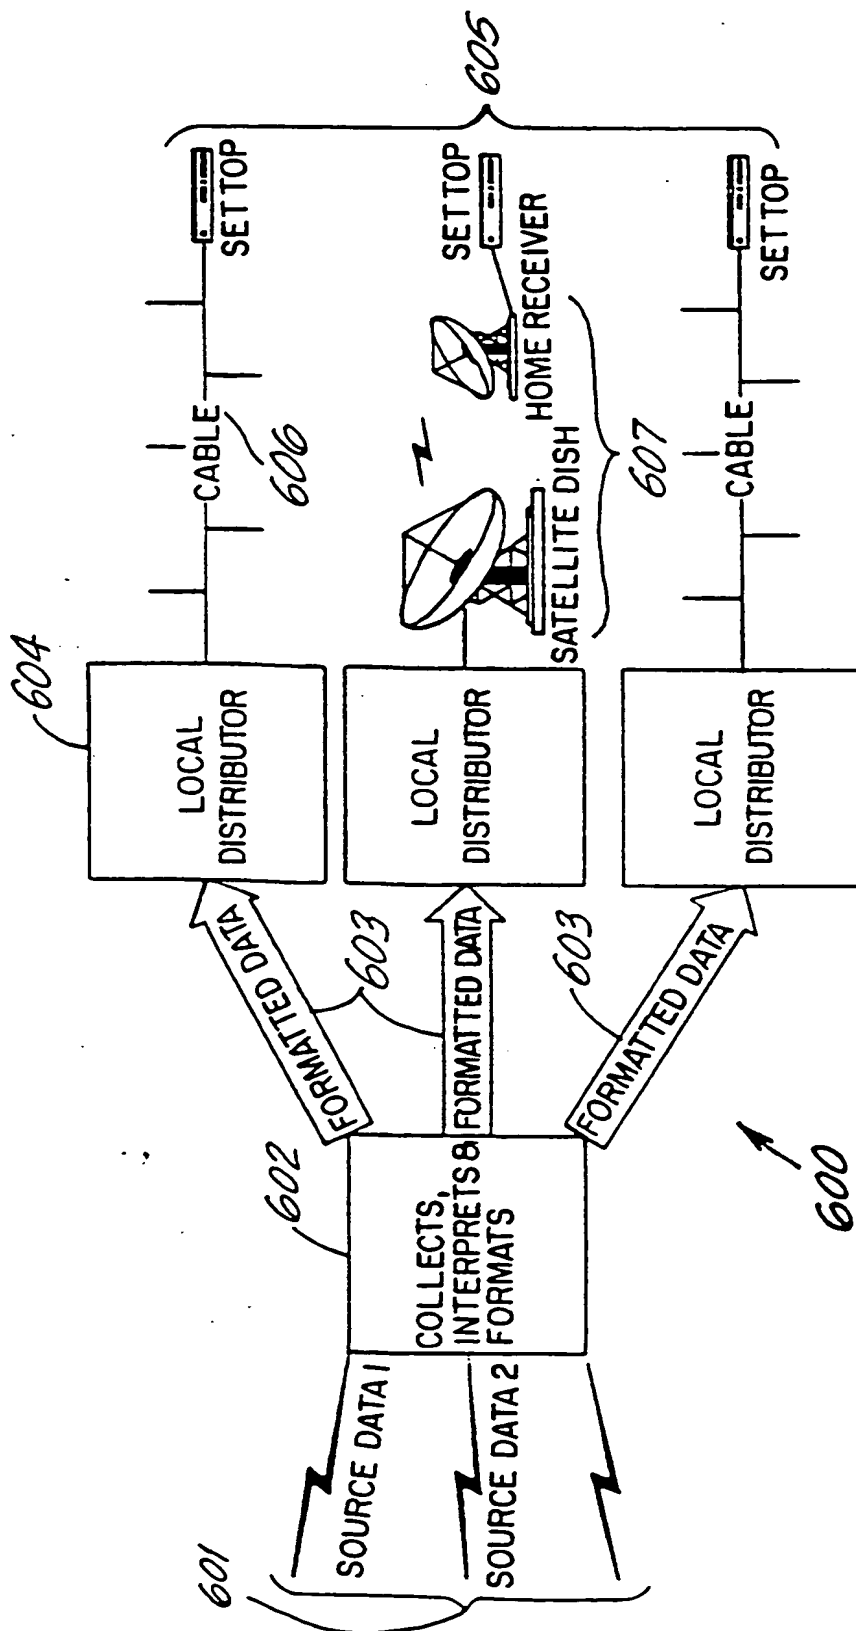 601
SOURCE DATA 1
SOURCE DATA 2
602
COLLECTS,
INTERPRETS &
FORMATS
FORMATTED DATA
603
FORMATTED DATA
603
FORMATTED DATA
600
604
LOCAL
DISTRIBUTOR
LOCAL
DISTRIBUTOR
LOCAL
DISTRIBUTOR
CABLE
606
SET TOP
SATELLITE DISH
HOME RECEIVER
SET TOP
607
CABLE
SET TOP
605